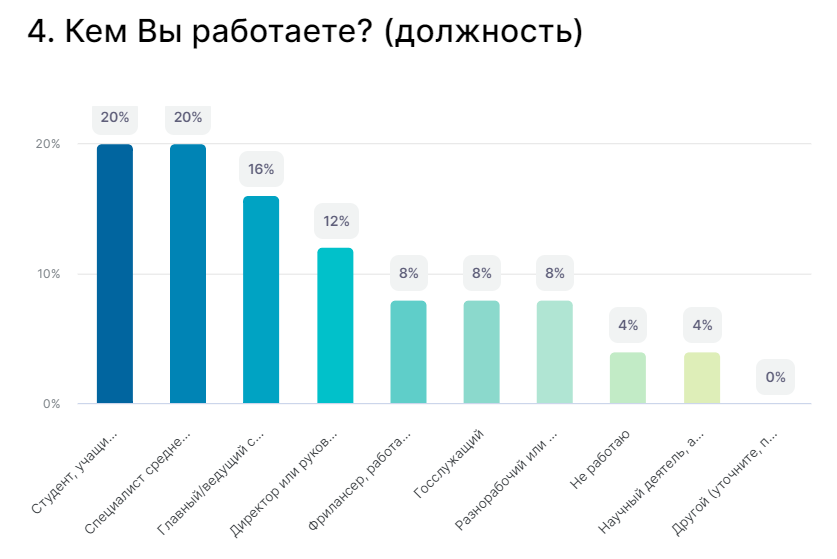 4. Кем Вы работаете? (должность)
20%
20%
16%
12%
8%
8%
8%
4%
4%
0%
20%
10%
0%
Студент, учащи...
Специалист средне...
Главный/ведущий с...
Директор или руков...
Фрилансер, работа...
Госслужащий
Разнорабочий или ...
Не работаю
Научный деятель, а...
Другой (уточните, п...